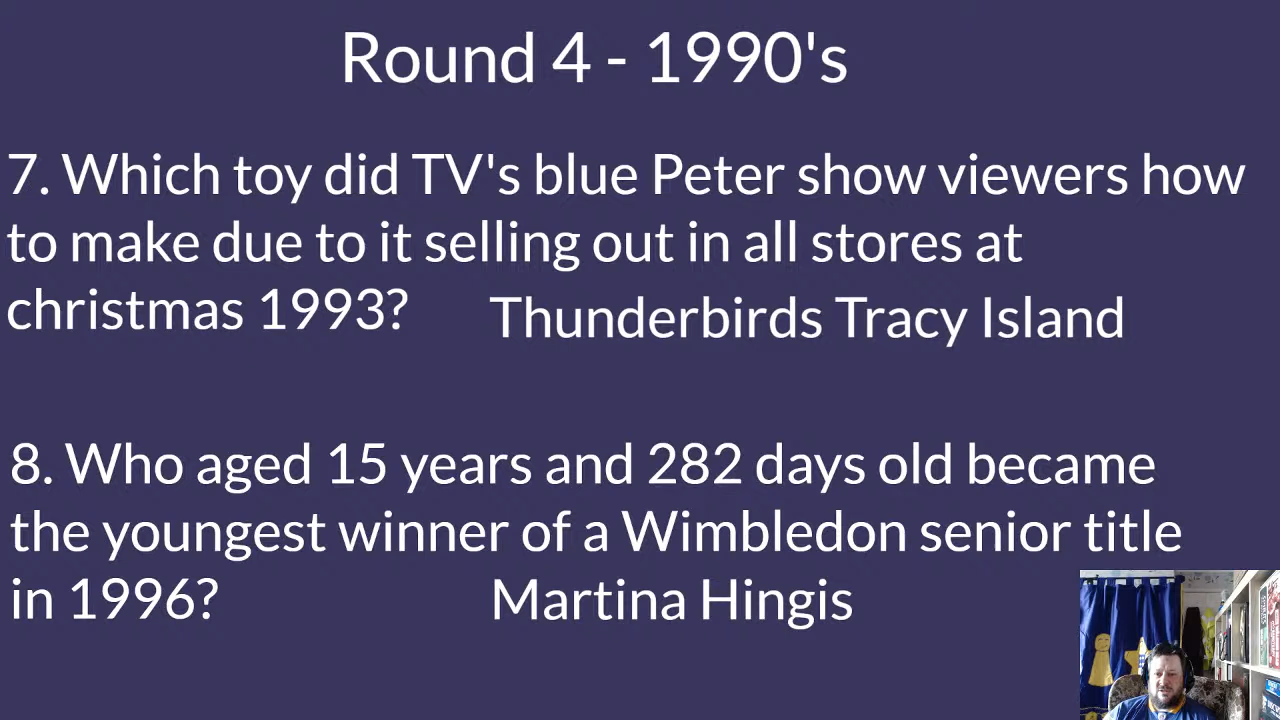 Round 4 - 1990's
7. Which toy did TV's blue Peter show viewers how
to make due to it selling out in all stores at
christmas 1993?
Thunderbirds Tracy Island
8. Who aged 15 years and 282 days old became
the youngest winner of a Wimbledon senior title
in 1996?
Martina Hingis